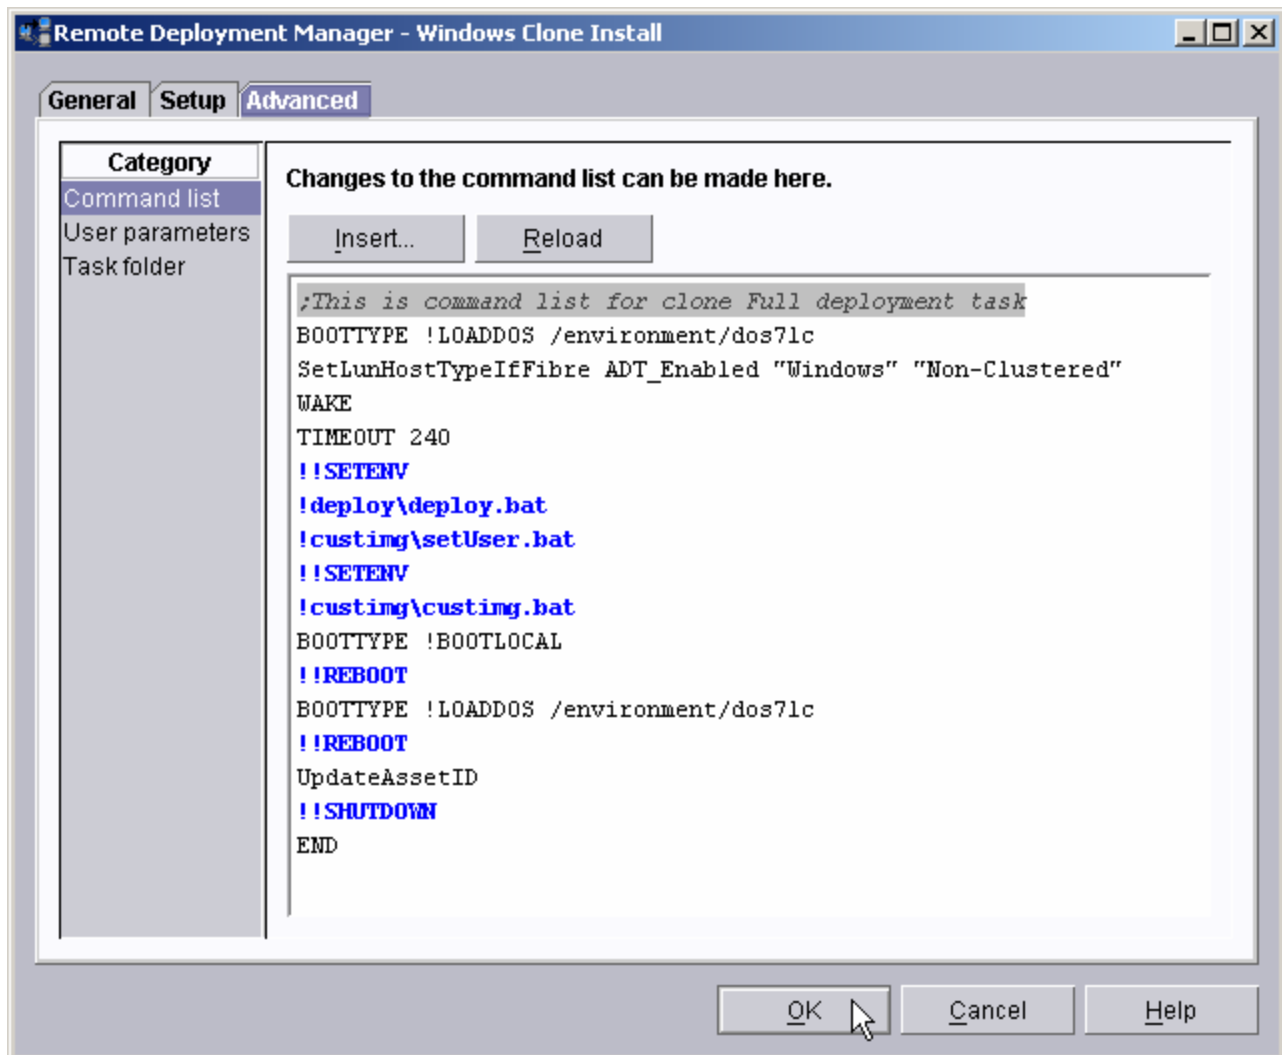 Remote Deployment Manager - Windows Clone Install
General Setup Advanced
Category
Command list
User parameters
Task folder
Changes to the command list can be made here.
Insert... Reload
;This is command list for clone Full deployment task
BOOTTYPE !LOADDOS /environment/dos71c
SetLunHostTypeIfFibre ADT_Enabled "Windows" "Non-Clustered"
WAKE
TIMEOUT 240
!!SETENV
!deploy\deploy.bat
!custimg\setUser.bat
!!SETENV
!custimg\custimg.bat
BOOTTYPE !BOOTLOCAL
!!REBOOT
BOOTTYPE !LOADDOS /environment/dos71c
!!REBOOT
UpdateAssetID
!!SHUTDOWN
END
OK Cancel Help